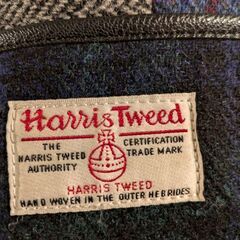 Harris Tweed
THE CERTIFICATION
HARRIS TWEED TRADE MARK
AUTHORITY
HARRIS TWEED
HAND WOVEN IN THE OUTER HEBRIDES